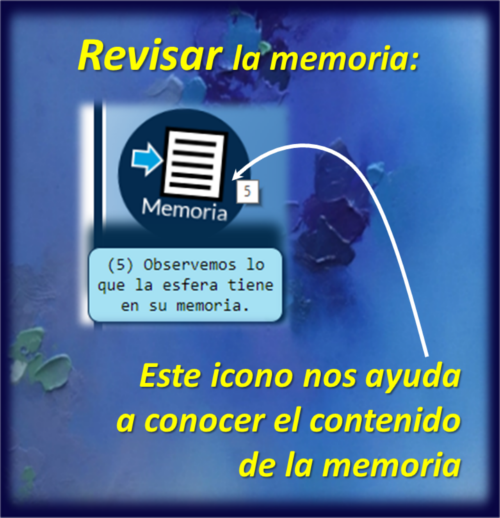 Revisar la memoria:
Memoria
5
(5) Observemos lo
que la esfera tiene
en su memoria.
Este icono nos ayuda
a conocer el contenido
de la memoria